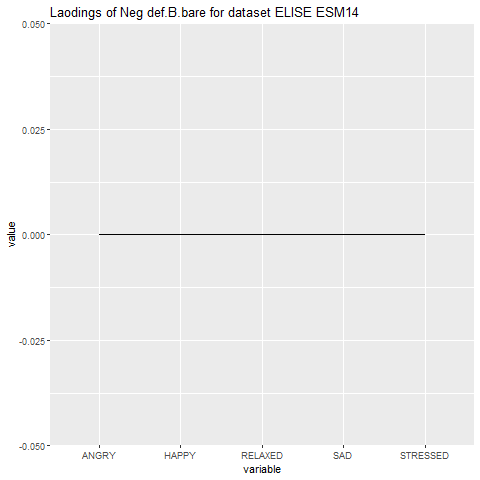 Laodings of Neg def.B.bare for dataset ELISE ESM14
0.050
0.025
0.000
-0.025
-0.050
value
ANGRY HAPPY RELAXED SAD STRESSED
variable